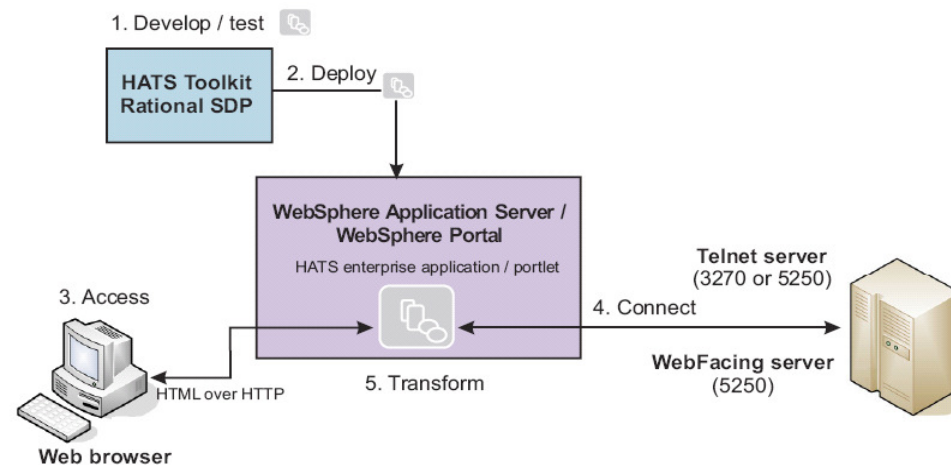 1. Develop / test
HATS Toolkit
Rational SDP
2. Deploy
WebSphere Application Server /
WebSphere Portal
HATS enterprise application / portlet
Telnet server
(3270 or 5250)
3. Access
4. Connect
WebFacing server
(5250)
5. Transform
HTML over HTTP
Web browser